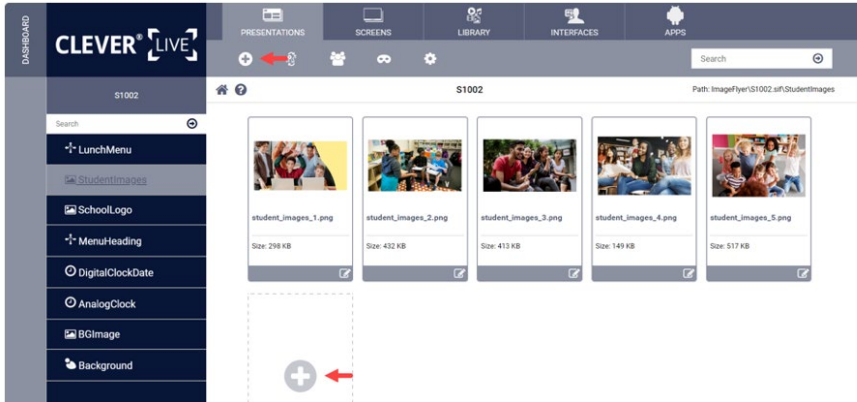 DASHBOARD
CLEVER® [LIVE]
PRESENTATIONS
SCREENS
LIBRARY
INTERFACES
APPS
Search
S1002
S1002
Path: ImageFlyer\S1002.sif\StudentImages
Search
LunchMenu
StudentImages
SchoolLogo
MenuHeading
DigitalClockDate
AnalogClock
BGImage
Background
student_images_1.png
Size: 298 KB
student_images_2.png
Size: 432 KB
student_images_3.png
Size: 413 KB
student_images_4.png
Size: 149 KB
student_images_5.png
Size: 517 KB